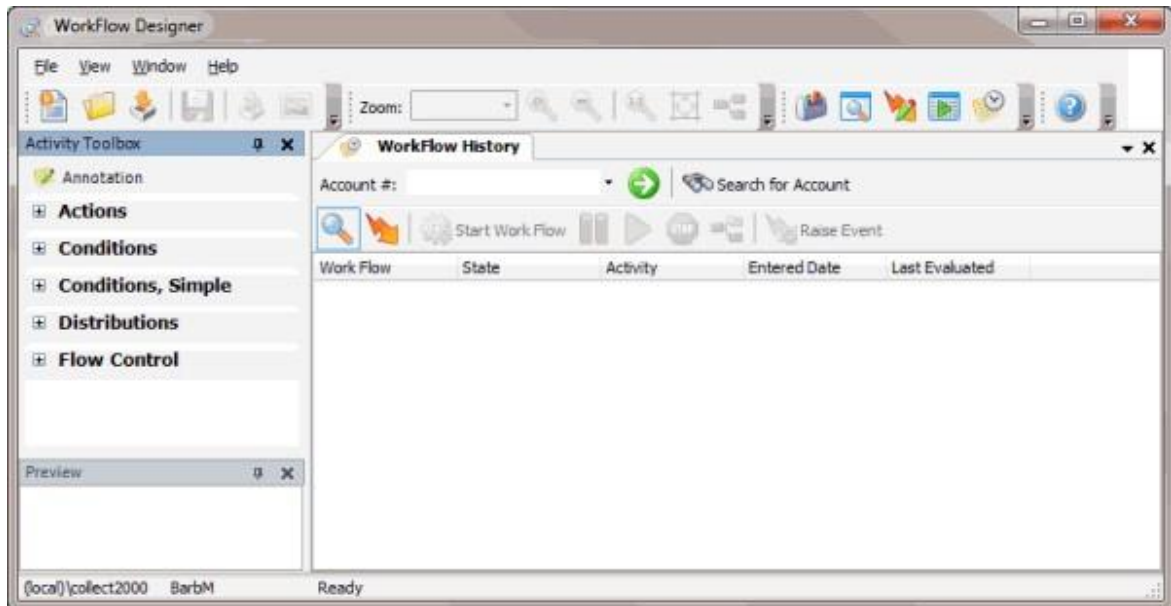 WorkFlow Designer
File View Window Help
Zoom:
Activity Toolbox
WorkFlow History
Annotation
Account #:
Search for Account
Actions
Start Work Flow
Raise Event
Conditions
Work Flow State Activity Entered Date Last Evaluated
Conditions, Simple
Distributions
Flow Control
Preview
(local)\collect2000 BarbM Ready